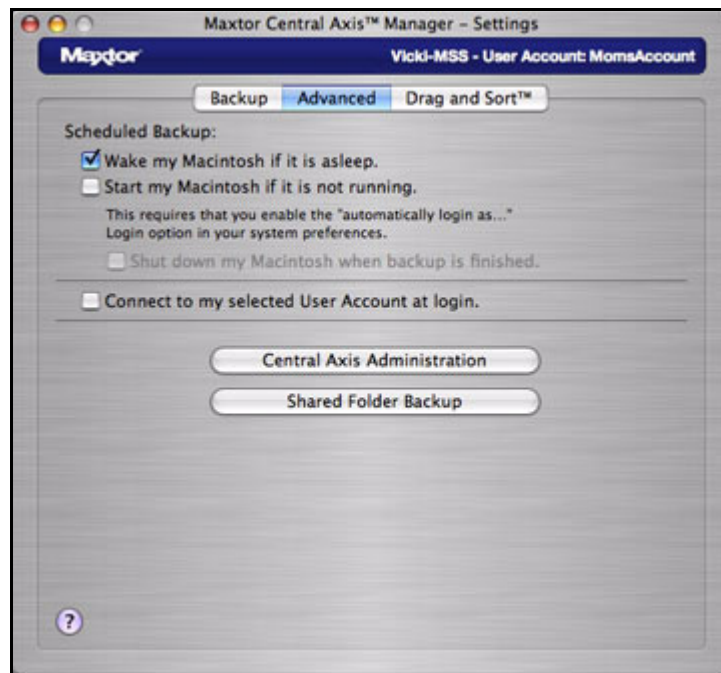 Maxtor Central Axis™ Manager – Settings
Maxtor
Vicki-MSS - User Account: MomsAccount
Backup Advanced Drag and Sort™
Scheduled Backup:
Wake my Macintosh if it is asleep.
Start my Macintosh if it is not running.
This requires that you enable the "automatically login as..."
Login option in your system preferences.
Shut down my Macintosh when backup is finished.
Connect to my selected User Account at login.
Central Axis Administration
Shared Folder Backup
?